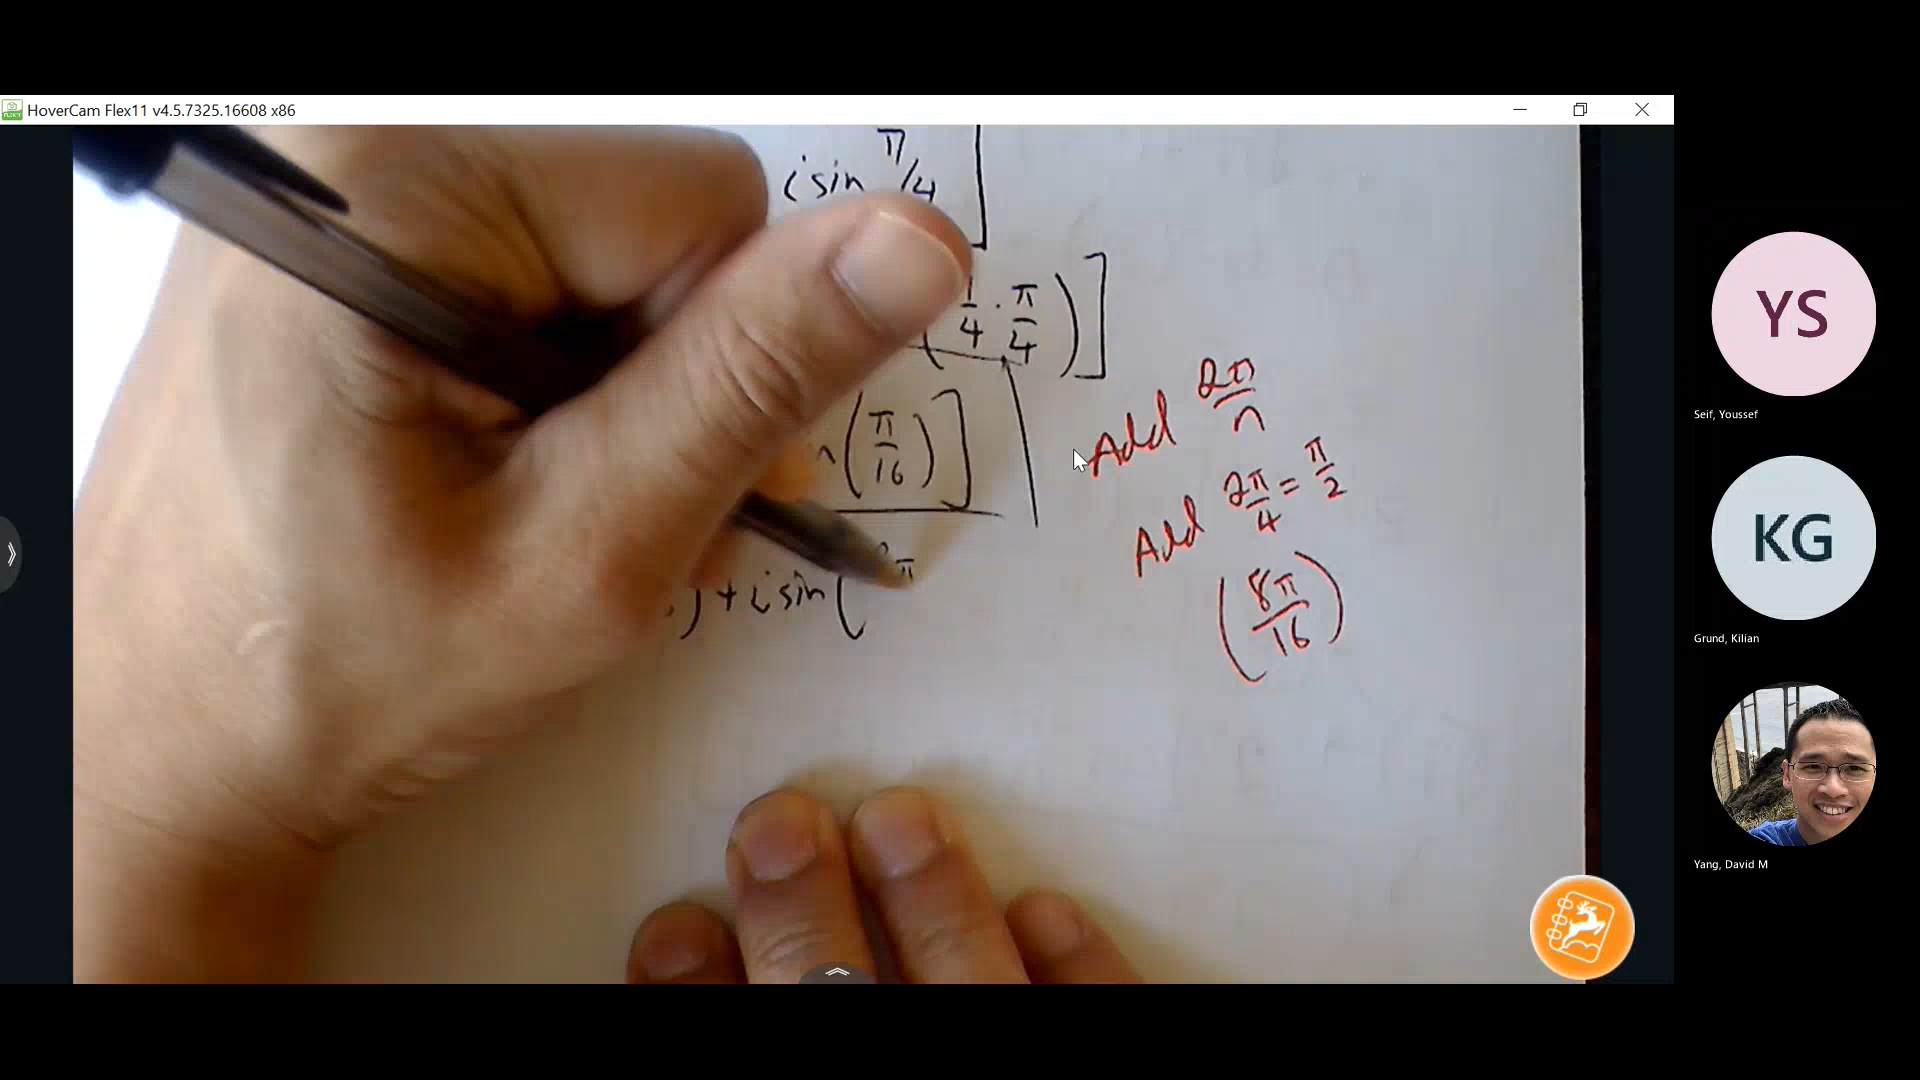 HoverCam Flex11 v4.5.7325.16608 x86
i sin π/4 ]
1/4 · π/4 ) ]
n ( π/16 ) ]
) + i sin (
Add 2π/n
Add 2π/4 = π/2
( 8π/16 )
YS
Seif, Youssef
KG
Grund, Kilian
Yang, David M